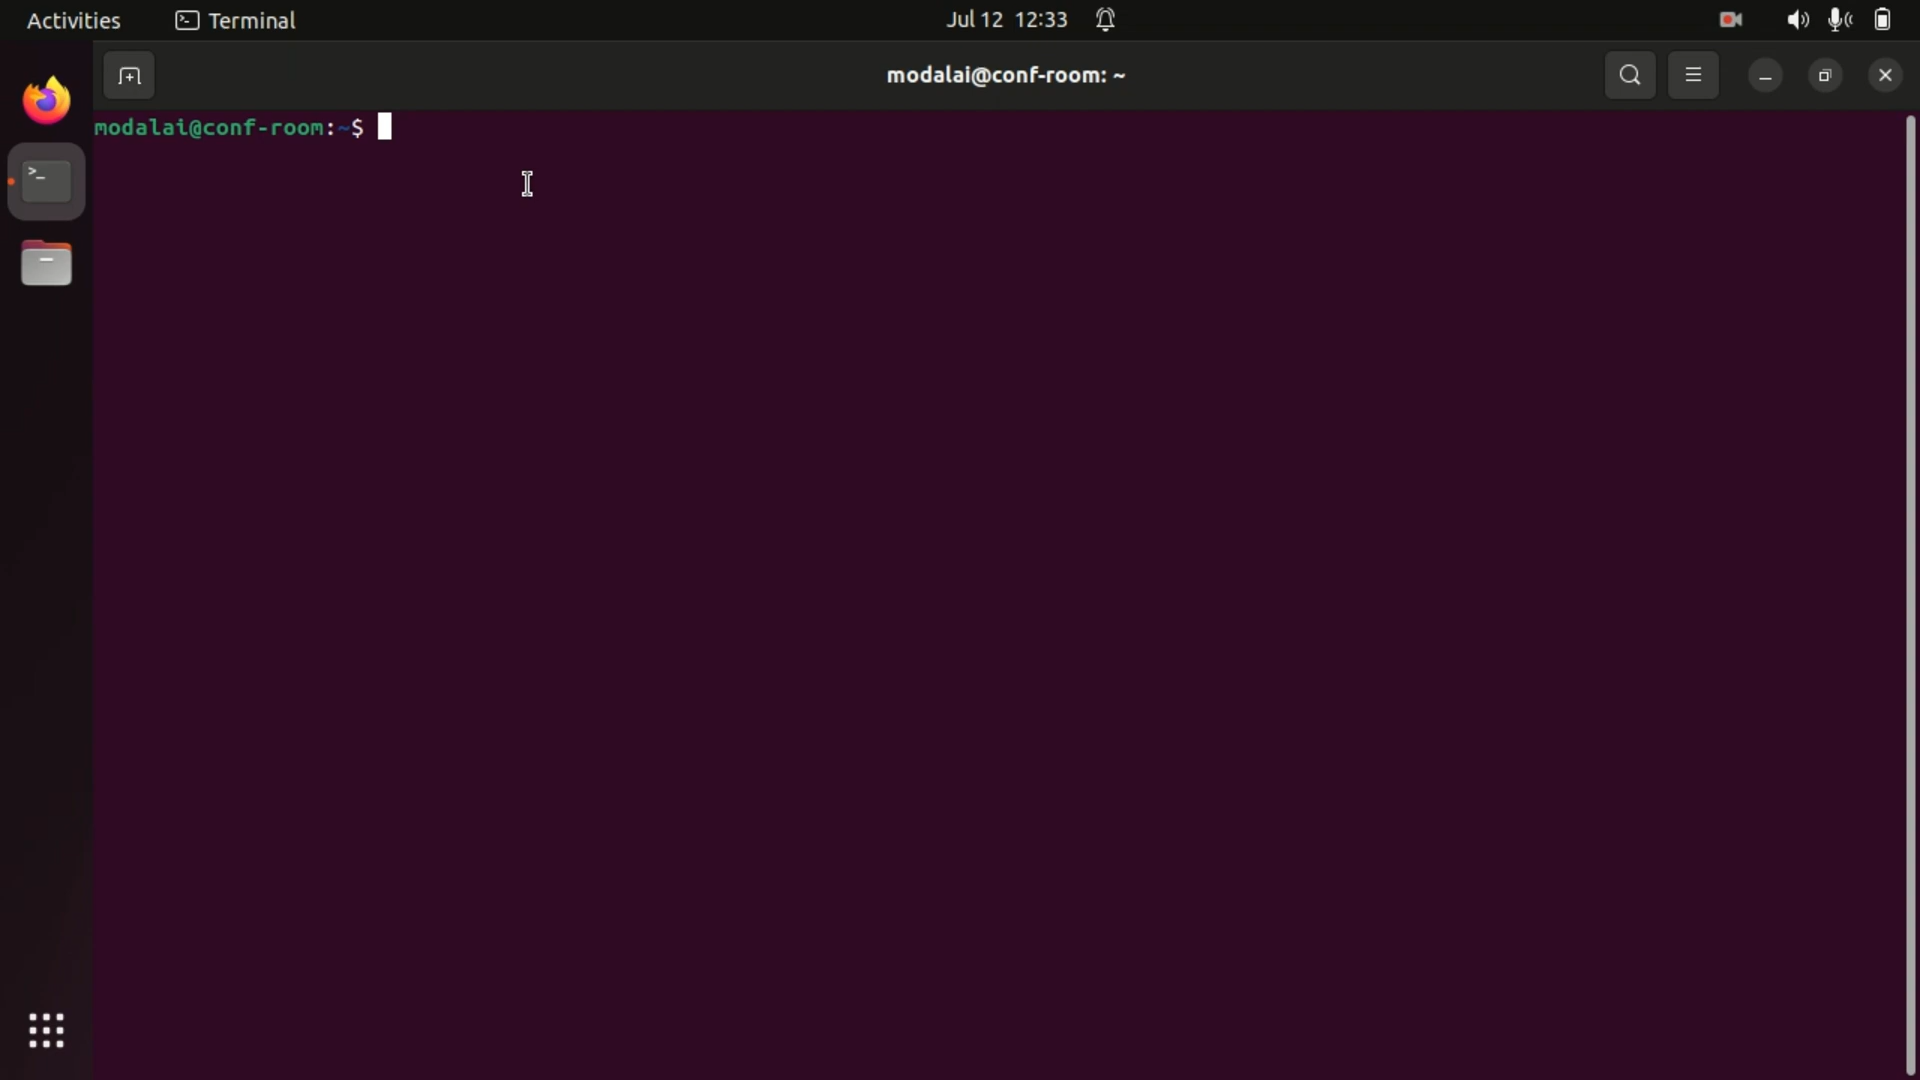 Activities Terminal Jul 12 12:33
modalai@conf-room: ~
modalai@conf-room:~$
>_